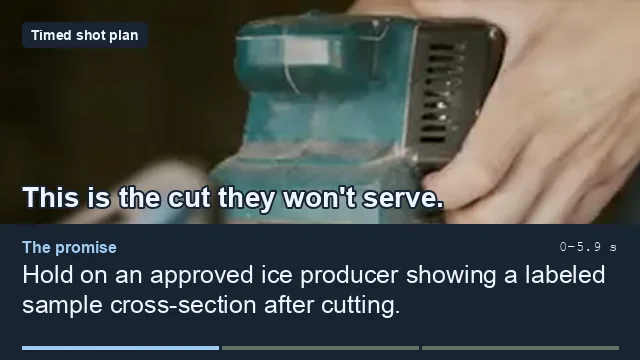 Timed shot plan
This is the cut they won't serve.
The promise
0–5.9 s
Hold on an approved ice producer showing a labeled
sample cross-section after cutting.